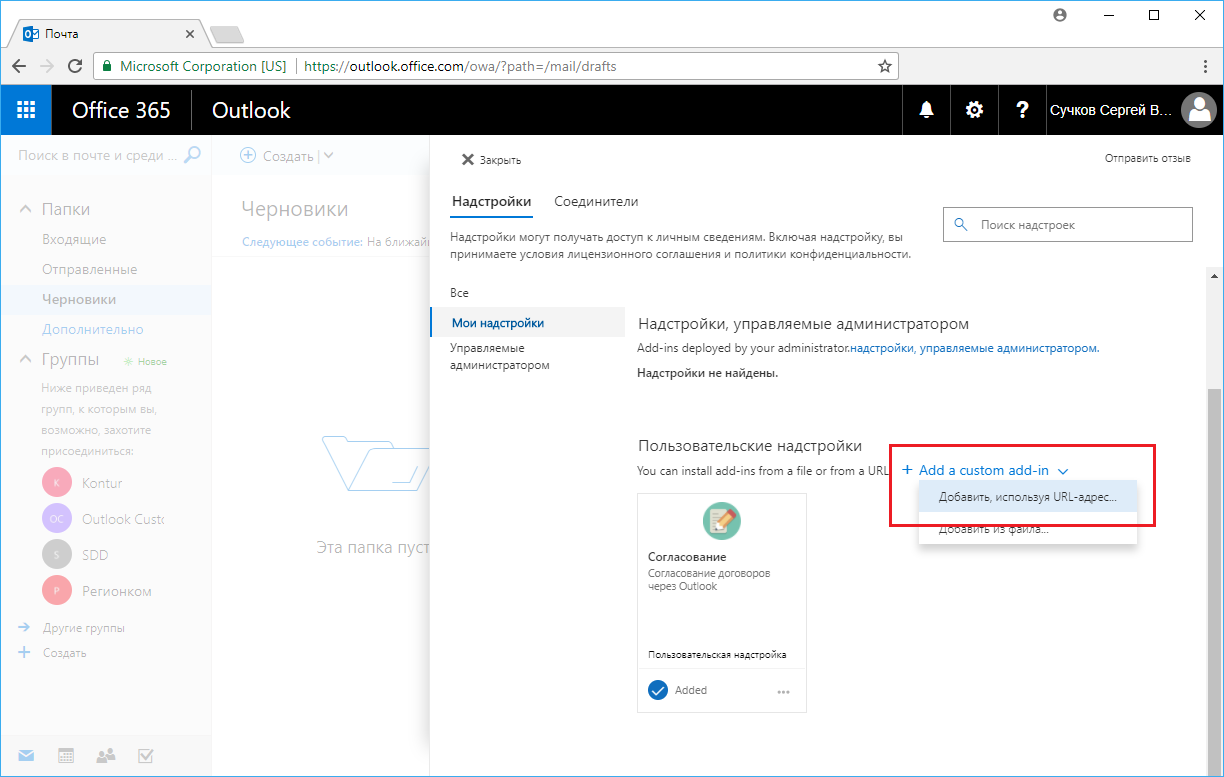 Почта
Microsoft Corporation [US] https://outlook.office.com/owa/?path=/mail/drafts
Office 365 Outlook ? Сучков Сергей В...
Поиск в почте и среди ...
Папки
Входящие
Отправленные
Черновики
Дополнительно
Группы Новое
Ниже приведен ряд
групп, к которым вы,
возможно, захотите
присоединиться:
K Kontur
OC Outlook Custo
S SDD
Р Регионком
Другие группы
Создать
Создать
Черновики
Следующее событие: На ближай
Эта папка пуст
Закрыть
Отправить отзыв
Надстройки Соединители
Надстройки могут получать доступ к личным сведениям. Включая надстройку, вы
принимаете условия лицензионного соглашения и политики конфиденциальности.
Поиск надстроек
Все
Мои надстройки
Управляемые
администратором
Надстройки, управляемые администратором
Add-ins deployed by your administrator.надстройки, управляемые администратором.
Надстройки не найдены.
Пользовательские надстройки
You can install add-ins from a file or from a URL
+ Add a custom add-in
Добавить, используя URL-адрес...
Добавить из файла...
Согласование
Согласование договоров
через Outlook
Пользовательская надстройка
Added ...